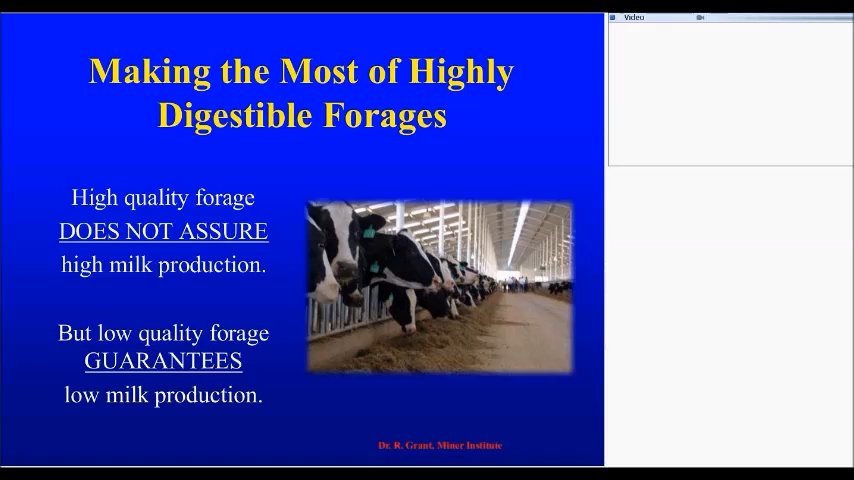 Video
Making the Most of Highly
Digestible Forages
High quality forage
DOES NOT ASSURE
high milk production.
But low quality forage
GUARANTEES
low milk production.
Dr. R. Grant, Miner Institute